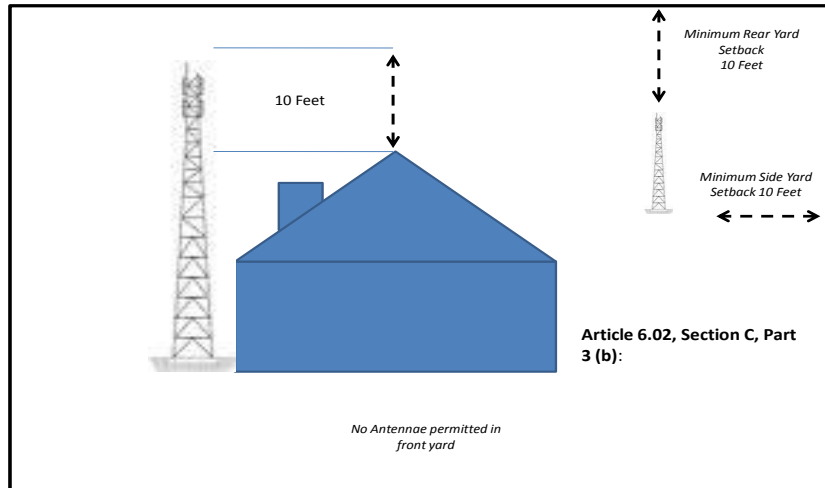 Minimum Rear Yard
Setback
10 Feet
10 Feet
Minimum Side Yard
Setback 10 Feet
Article 6.02, Section C, Part
3 (b):
No Antennae permitted in
front yard